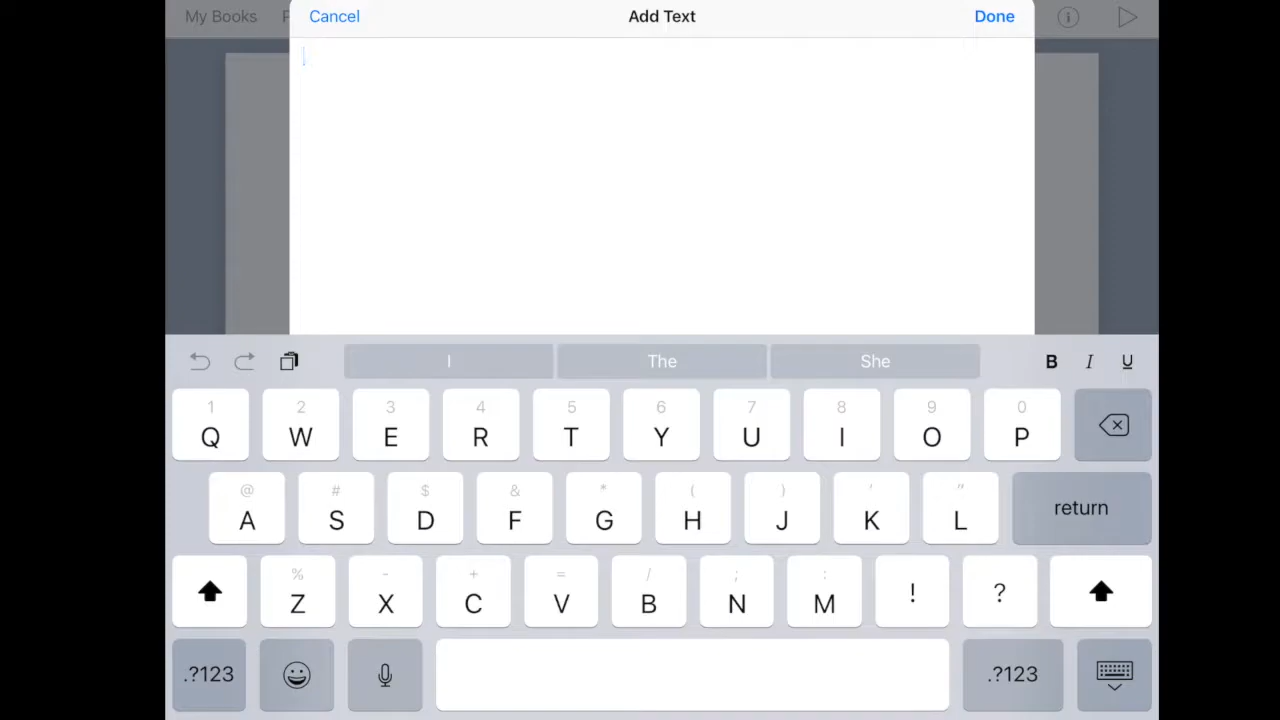 My Books
Cancel
Add Text
Done
I
The
She
B I U
1 2 3 4 5 6 7 8 9 0
Q W E R T Y U I O P
@ # $ & * ( ) ' "
A S D F G H J K L
return
% - + = / ; :
Z X C V B N M ! ?
.?123
.?123